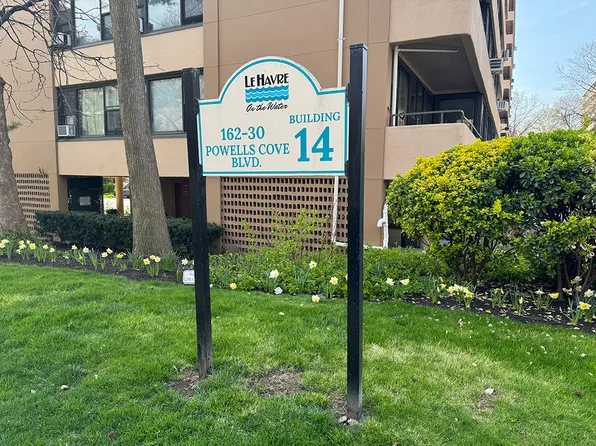 LE HAVRE
On the Water
162-30
POWELLS COVE
BLVD.
BUILDING
14